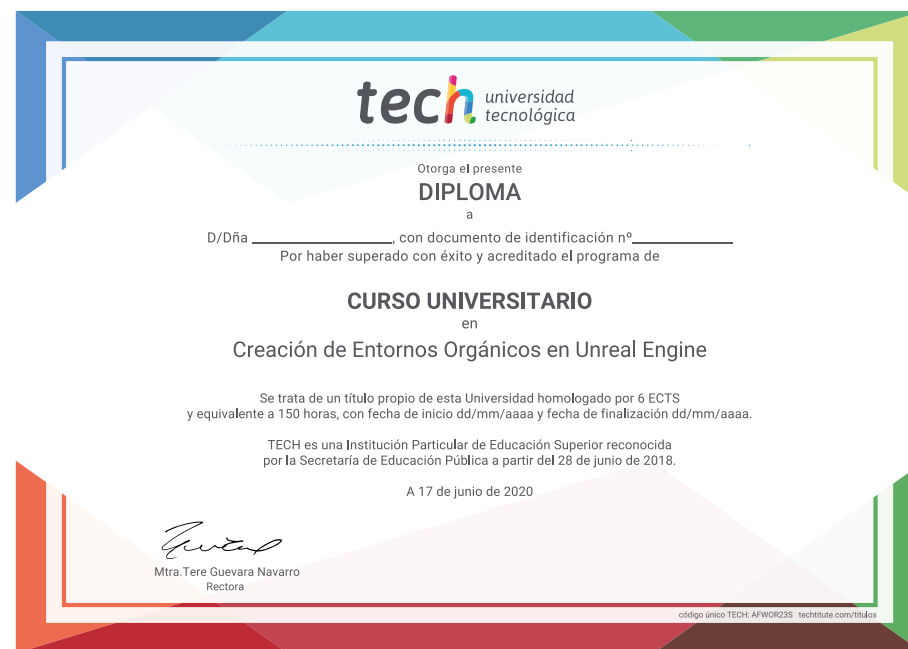 tech universidad
tecnológica
Otorga el presente
DIPLOMA
a
D/Dña ____________________, con documento de identificación nº______________
Por haber superado con éxito y acreditado el programa de
CURSO UNIVERSITARIO
en
Creación de Entornos Orgánicos en Unreal Engine
Se trata de un título propio de esta Universidad homologado por 6 ECTS
y equivalente a 150 horas, con fecha de inicio dd/mm/aaaa y fecha de finalización dd/mm/aaaa.
TECH es una Institución Particular de Educación Superior reconocida
por la Secretaría de Educación Pública a partir del 28 de junio de 2018.
A 17 de junio de 2020
Mtra.Tere Guevara Navarro
Rectora
código único TECH: AFWOR23S techtitute.com/titulos